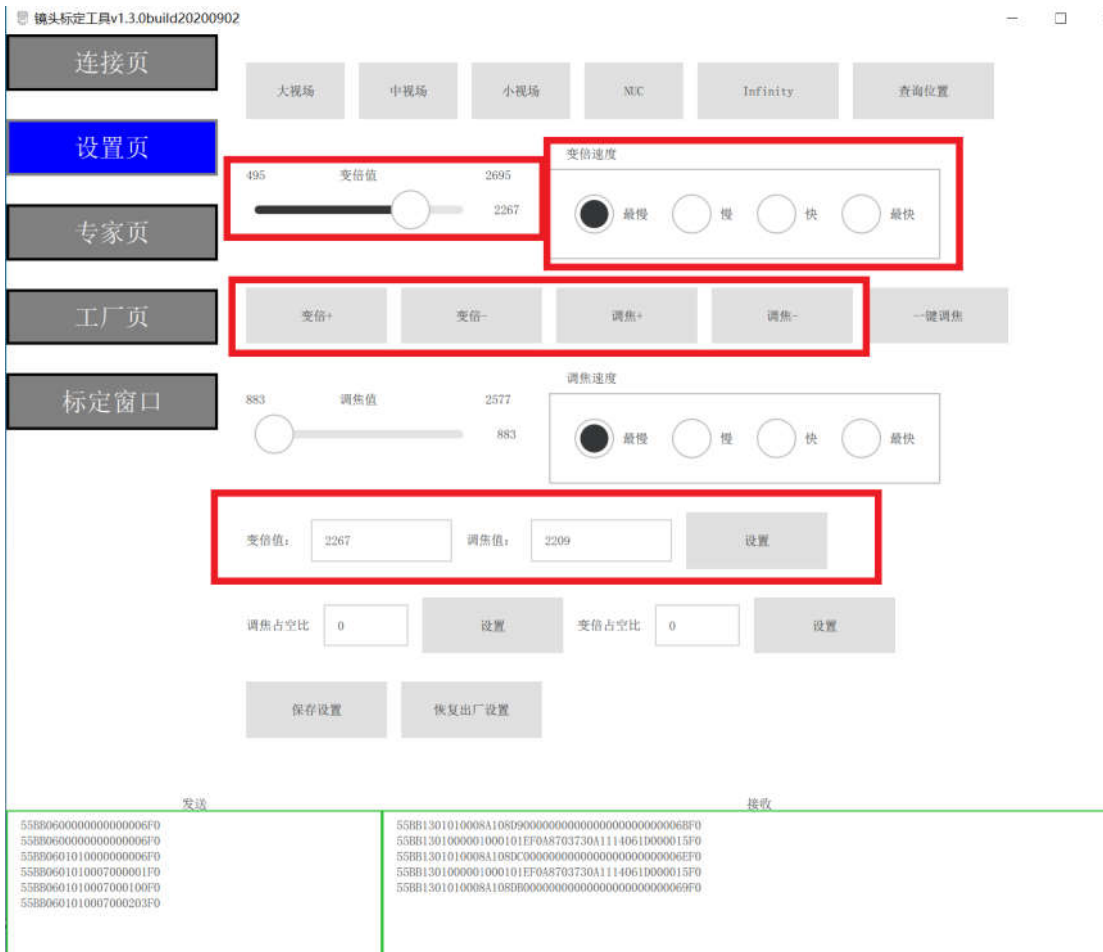 镜头标定工具v1.3.0build20200902
连接页
设置页
专家页
工厂页
标定窗口
大视场 中视场 小视场 NUC Infinity 查询位置
变倍速度
495 变倍值 2695
2267
最慢 慢 快 最快
变倍+ 变倍- 调焦+ 调焦- 一键调焦
调焦速度
883 调焦值 2577
883
最慢 慢 快 最快
变倍值： 2267 调焦值： 2209 设置
调焦占空比 0 设置 变倍占空比 0 设置
保存设置 恢复出厂设置
发送
55BB0600000000000006F0
55BB0600000000000006F0
55BB0601010000000006F0
55BB0601010007000001F0
55BB0601010007000100F0
55BB0601010007000203F0
接收
55BB1301010008A108D900000000000000000000000006BF0
55BB1301000001000101EF0A8703730A1114061D000015F0
55BB1301010008A108DC0000000000000000000000006EF0
55BB1301000001000101EF0A8703730A1114061D000015F0
55BB1301010008A108DB00000000000000000000000069F0